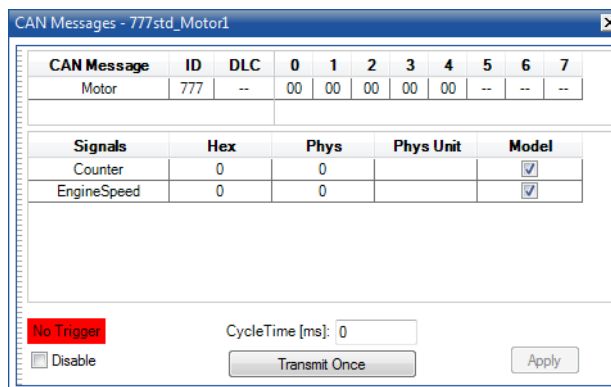 CAN Messages - 777std_Motor1
CAN Message ID DLC 0 1 2 3 4 5 6 7
Motor 777 -- 00 00 00 00 00 -- -- --
Signals Hex Phys Phys Unit Model
Counter 0 0
EngineSpeed 0 0
No Trigger CycleTime [ms]: 0
Disable Transmit Once Apply